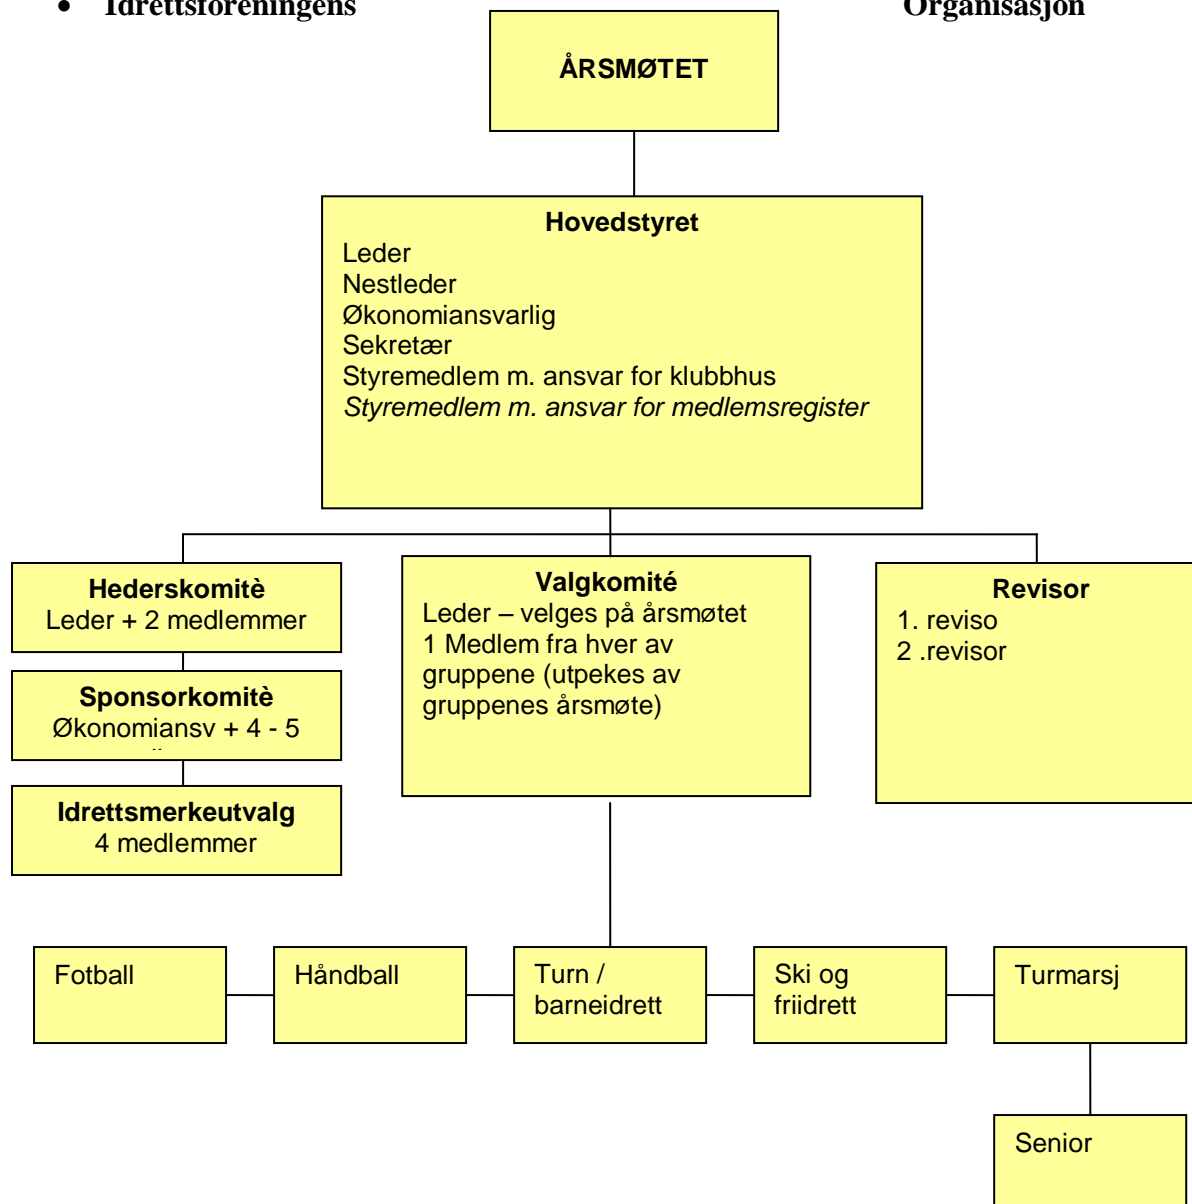 • Idrettsforeningens Organisasjon
ÅRSMØTET
Hovedstyret
Leder
Nestleder
Økonomiansvarlig
Sekretær
Styremedlem m. ansvar for klubbhus
Styremedlem m. ansvar for medlemsregister
Hederskomitè
Leder + 2 medlemmer
Sponsorkomitè
Økonomiansv + 4 - 5
Idrettsmerkeutvalg
4 medlemmer
Valgkomité
Leder – velges på årsmøtet
1 Medlem fra hver av
gruppene (utpekes av
gruppenes årsmøte)
Revisor
1. reviso
2 .revisor
Fotball
Håndball
Turn /
barneidrett
Ski og
friidrett
Turmarsj
Senior